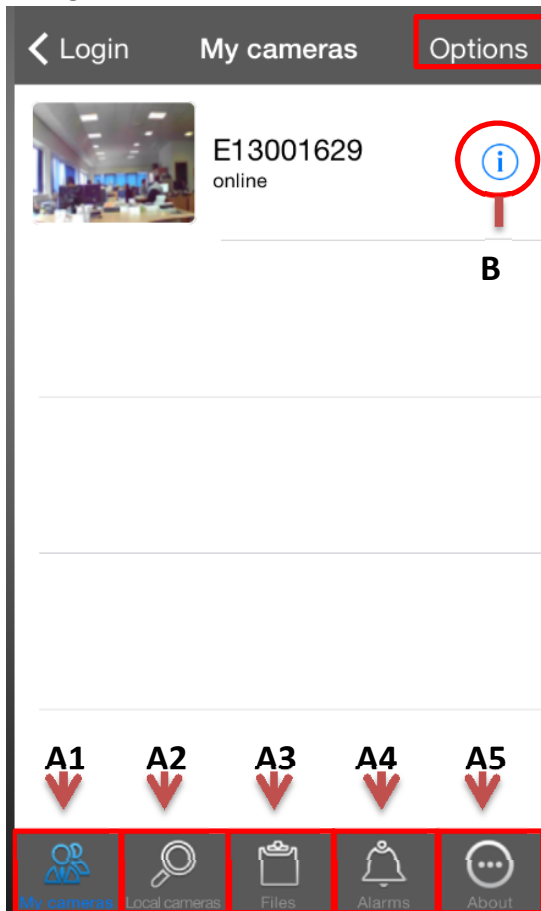 Login My cameras Options
E13001629
online
B
A1 A2 A3 A4 A5
My cameras Local cameras Files Alarms About